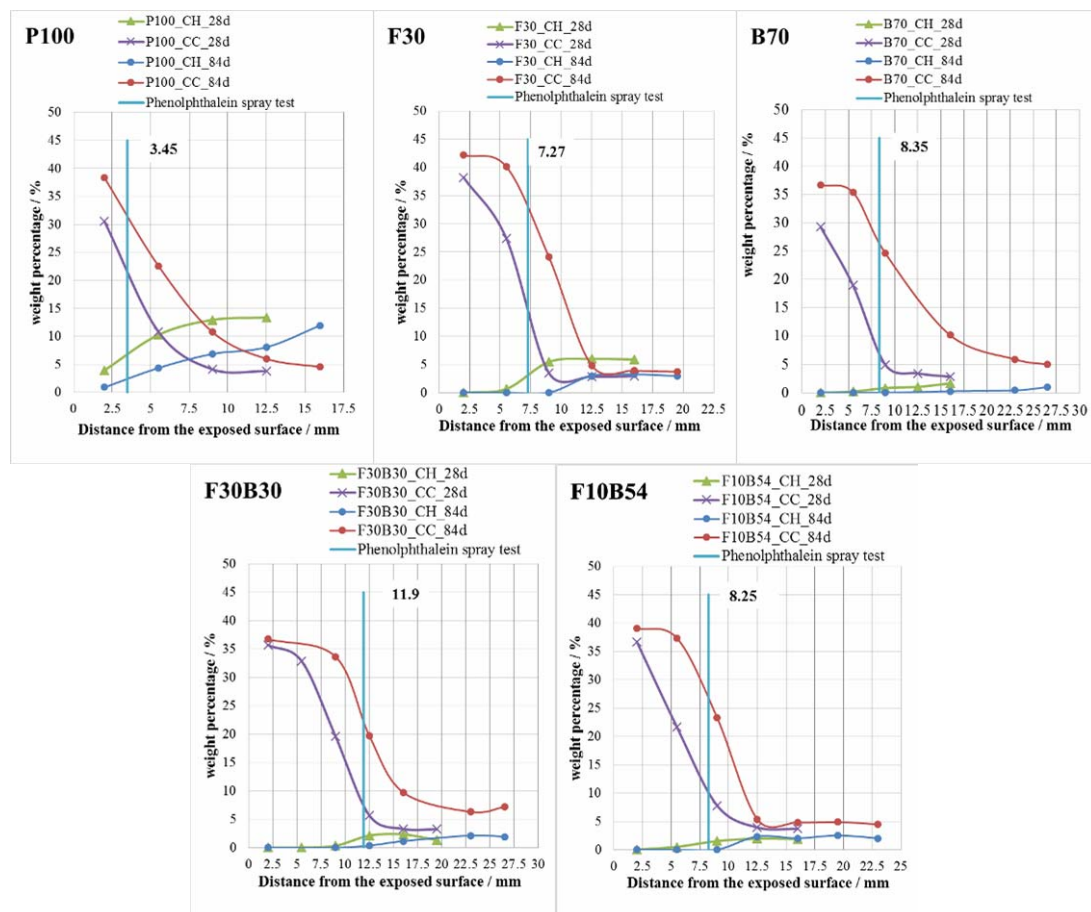 P100
P100_CH_28d
P100_CC_28d
P100_CH_84d
P100_CC_84d
Phenolphthalein spray test
50
45
40
35
30
25
20
15
10
5
0
3.45
weight percentage / %
0 2.5 5 7.5 10 12.5 15 17.5
Distance from the exposed surface / mm
F30
F30_CH_28d
F30_CC_28d
F30_CH_84d
F30_CC_84d
Phenolphthalein spray test
50
45
40
35
30
25
20
15
10
5
0
7.27
weight percentage / %
0 2.5 5 7.5 10 12.5 15 17.5 20 22.5
Distance from the exposed surface / mm
B70
B70_CH_28d
B70_CC_28d
B70_CH_84d
B70_CC_84d
Phenolphthalein spray test
50
45
40
35
30
25
20
15
10
5
0
8.35
weight percentage / %
0 2.5 5 7.5 10 12.5 15 17.5 20 22.5 25 27.5 30
Distance from the exposed surface / mm
F30B30
F30B30_CH_28d
F30B30_CC_28d
F30B30_CH_84d
F30B30_CC_84d
Phenolphthalein spray test
50
45
40
35
30
25
20
15
10
5
0
11.9
weight percentage / %
0 2.5 5 7.5 10 12.5 15 17.5 20 22.5 25 27.5 30
Distance from the exposed surface / mm
F10B54
F10B54_CH_28d
F10B54_CC_28d
F10B54_CH_84d
F10B54_CC_84d
Phenolphthalein spray test
50
45
40
35
30
25
20
15
10
5
0
8.25
weight percentage / %
0 2.5 5 7.5 10 12.5 15 17.5 20 22.5 25
Distance from the exposed surface / mm